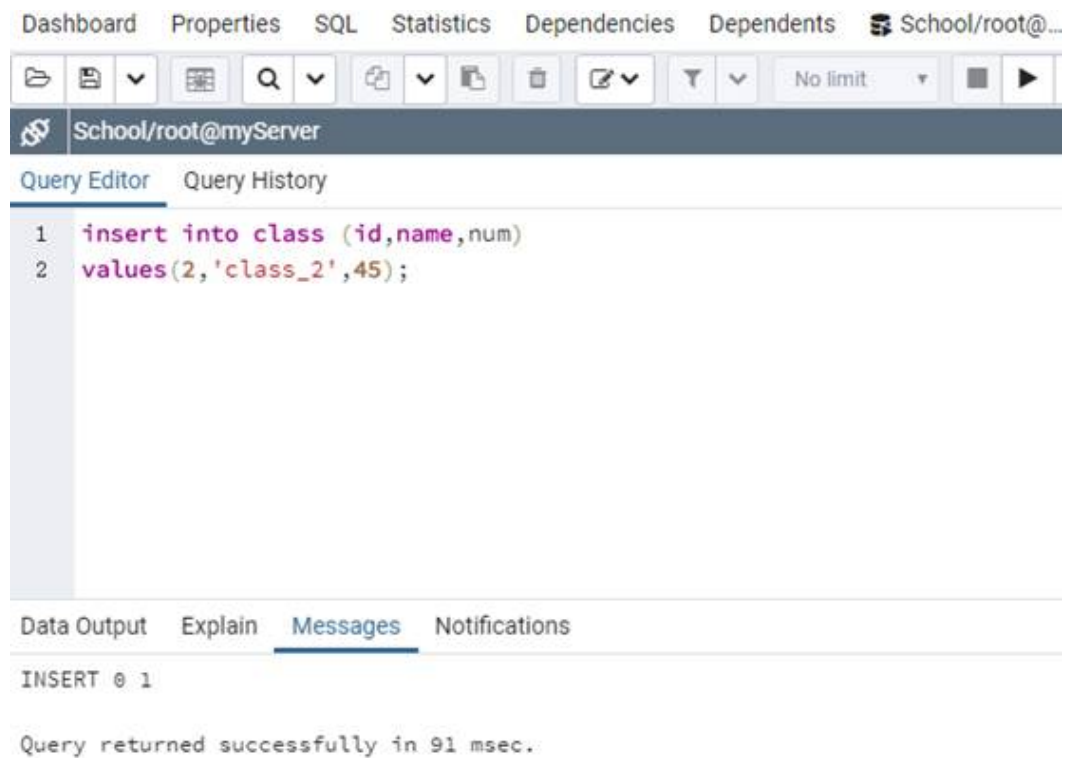 Dashboard Properties SQL Statistics Dependencies Dependents School/root@...
No limit
School/root@myServer
Query Editor Query History
1 insert into class (id,name,num)
2 values(2,'class_2',45);
Data Output Explain Messages Notifications
INSERT 0 1
Query returned successfully in 91 msec.